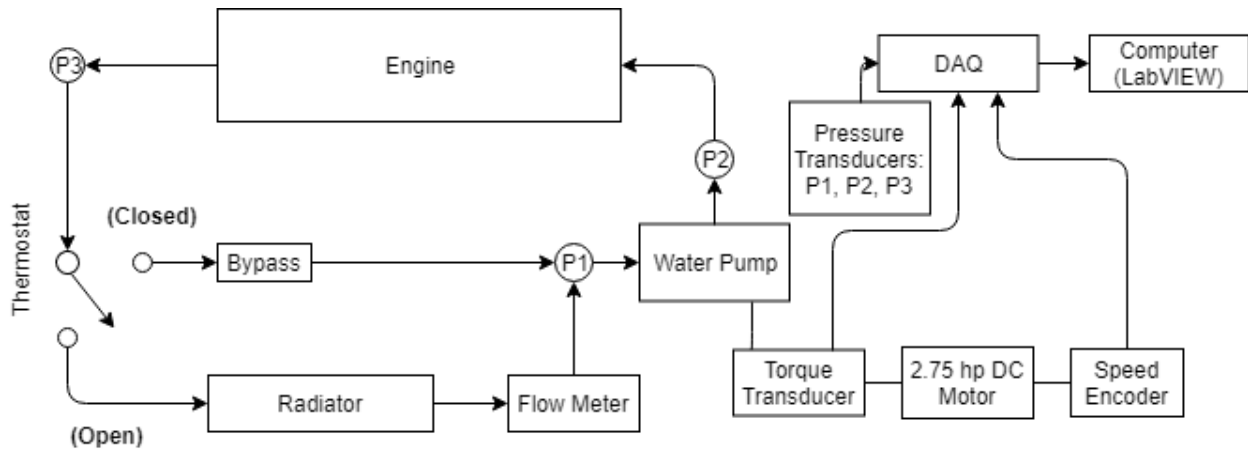 P3
Engine
DAQ
Computer
(LabVIEW)
P2
Pressure
Transducers:
P1, P2, P3
Thermostat
(Closed)
Bypass
P1
Water Pump
(Open)
Radiator
Flow Meter
Torque
Transducer
2.75 hp DC
Motor
Speed
Encoder